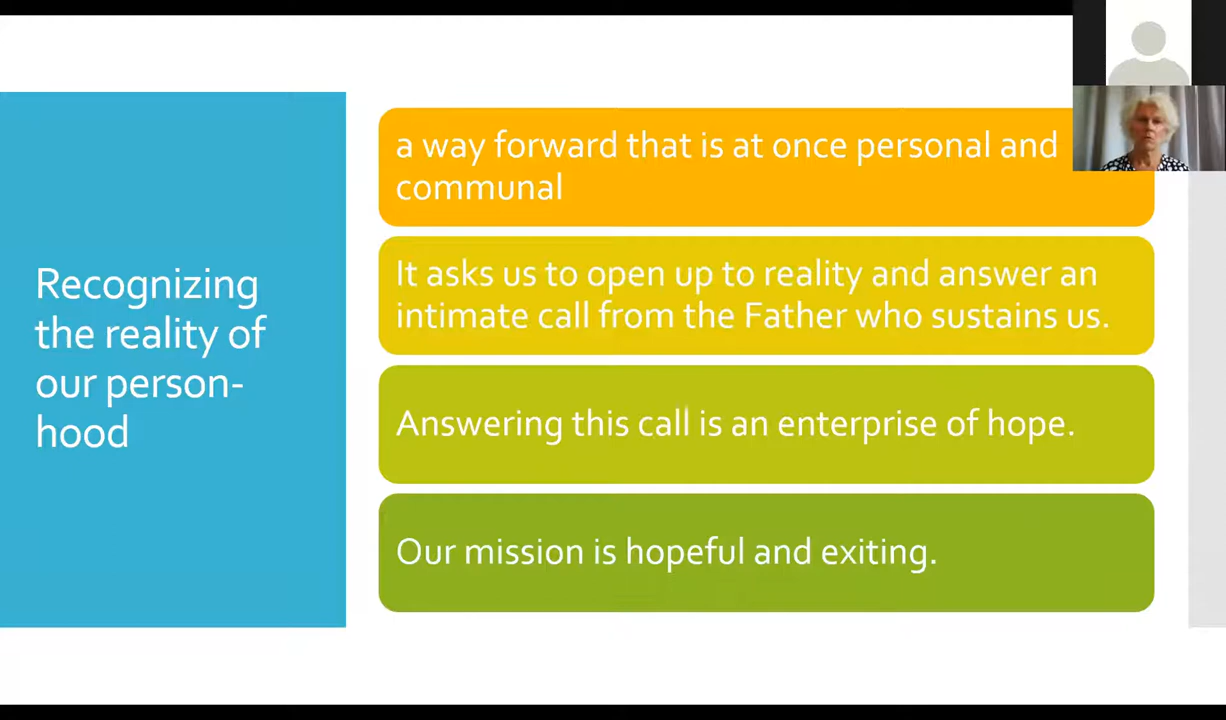 Recognizing
the reality of
our person-
hood
a way forward that is at once personal and
communal
It asks us to open up to reality and answer an
intimate call from the Father who sustains us.
Answering this call is an enterprise of hope.
Our mission is hopeful and exiting.